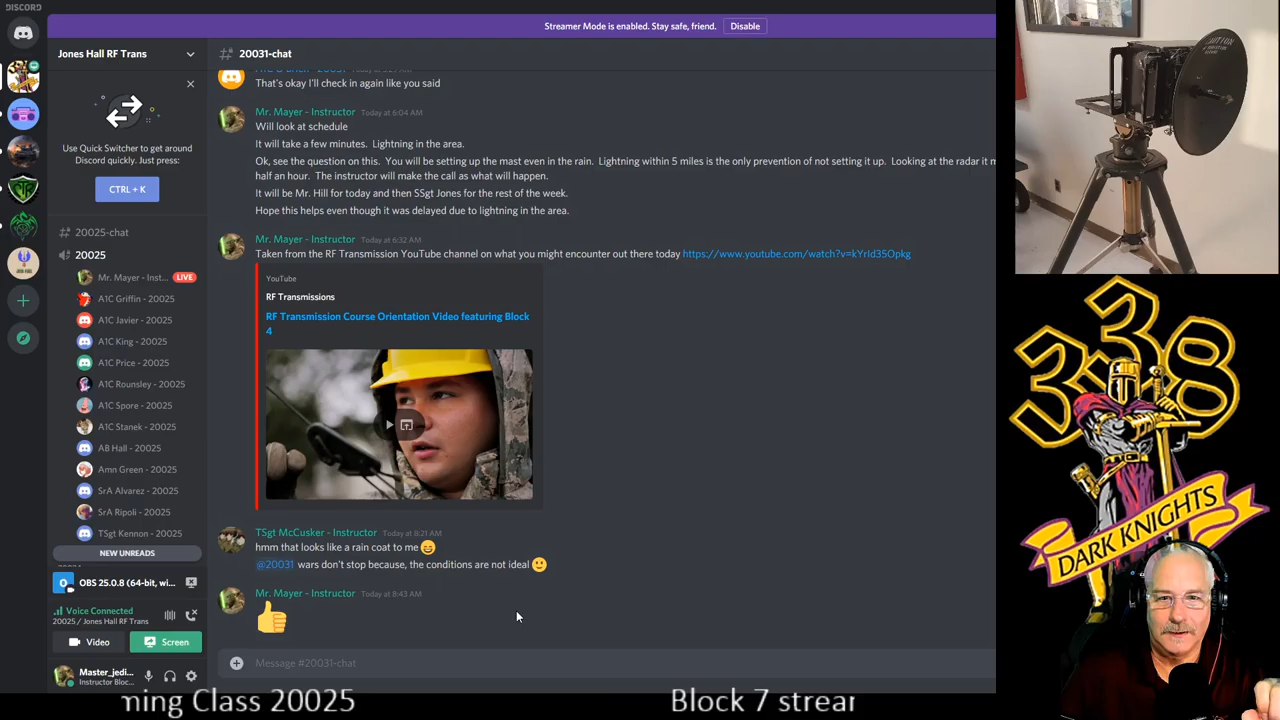 DISCORD
Streamer Mode is enabled. Stay safe, friend.
Disable
Jones Hall RF Trans
Use Quick Switcher to get around
Discord quickly. Just press:
CTRL + K
20025-chat
20025
Mr. Mayer - Inst...
LIVE
A1C Griffin - 20025
A1C Javier - 20025
A1C King - 20025
A1C Price - 20025
A1C Rounsley - 20025
A1C Spore - 20025
A1C Stanek - 20025
AB Hall - 20025
Amn Green - 20025
SrA Alvarez - 20025
SrA Ripoli - 20025
TSgt Kennon - 20025
NEW UNREADS
OBS 25.0.8 (64-bit, wi...
Voice Connected
20025 / Jones Hall RF Trans
Video
Screen
Master_jedi...
Instructor Bloc...
# 20031-chat
That's okay I'll check in again like you said
Mr. Mayer - Instructor Today at 6:04 AM
Will look at schedule
It will take a few minutes. Lightning in the area.
Ok, see the question on this. You will be setting up the mast even in the rain. Lightning within 5 miles is the only prevention of not setting it up. Looking at the radar it m
half an hour. The instructor will make the call as what will happen.
It will be Mr. Hill for today and then SSgt Jones for the rest of the week.
Hope this helps even though it was delayed due to lightning in the area.
Mr. Mayer - Instructor Today at 6:32 AM
Taken from the RF Transmission YouTube channel on what you might encounter out there today https://www.youtube.com/watch?v=kYrId35Opkg
YouTube
RF Transmissions
RF Transmission Course Orientation Video featuring Block
4
TSgt McCusker - Instructor Today at 8:21 AM
hmm that looks like a rain coat to me
@20031 wars don't stop because, the conditions are not ideal
Mr. Mayer - Instructor Today at 8:43 AM
Message #20031-chat
338
DARK KNIGHTS
ming Class 20025
Block 7 strear